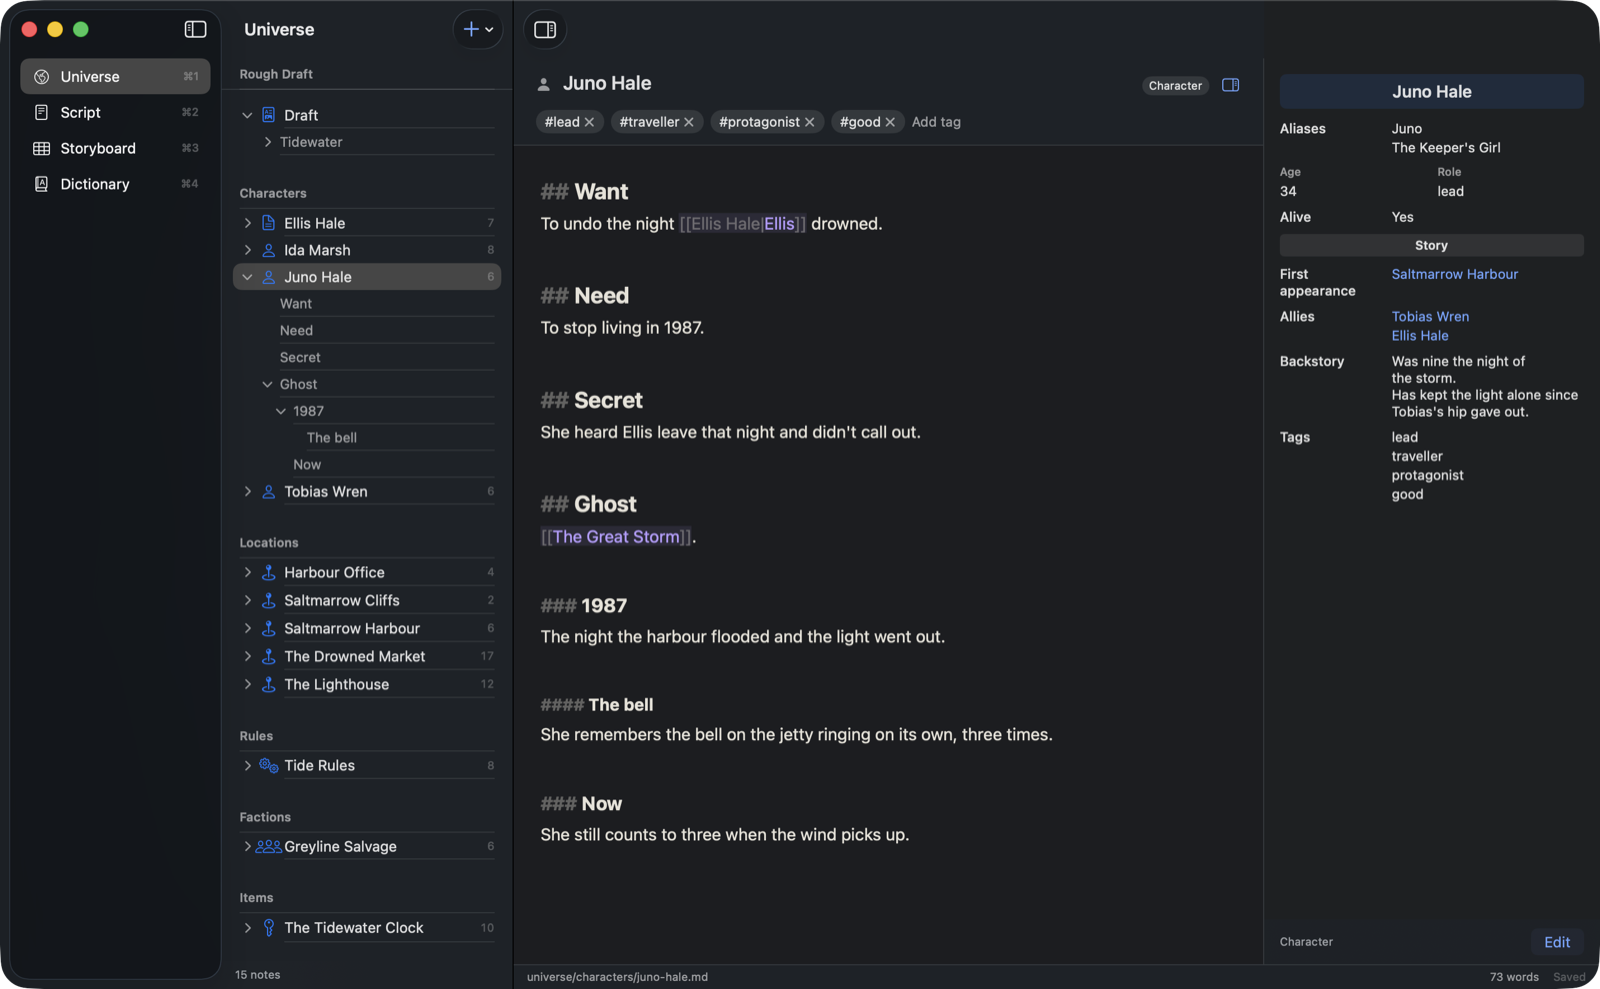 Universe ⌘1
Script ⌘2
Storyboard ⌘3
Dictionary ⌘4
Universe
Rough Draft
Draft
Tidewater
Characters
Ellis Hale 7
Ida Marsh 8
Juno Hale 6
Want
Need
Secret
Ghost
1987
The bell
Now
Tobias Wren 6
Locations
Harbour Office 4
Saltmarrow Cliffs 2
Saltmarrow Harbour 6
The Drowned Market 17
The Lighthouse 12
Rules
Tide Rules 8
Factions
Greyline Salvage 6
Items
The Tidewater Clock 10
15 notes
Juno Hale
Character
#lead #traveller #protagonist #good Add tag
## Want
To undo the night [[Ellis Hale|Ellis]] drowned.
## Need
To stop living in 1987.
## Secret
She heard Ellis leave that night and didn't call out.
## Ghost
[[The Great Storm]].
### 1987
The night the harbour flooded and the light went out.
#### The bell
She remembers the bell on the jetty ringing on its own, three times.
### Now
She still counts to three when the wind picks up.
universe/characters/juno-hale.md
73 words Saved
Juno Hale
Aliases Juno
The Keeper's Girl
Age Role
34 lead
Alive Yes
Story
First appearance Saltmarrow Harbour
Allies Tobias Wren
Ellis Hale
Backstory Was nine the night of
the storm.
Has kept the light alone since
Tobias's hip gave out.
Tags lead
traveller
protagonist
good
Character Edit